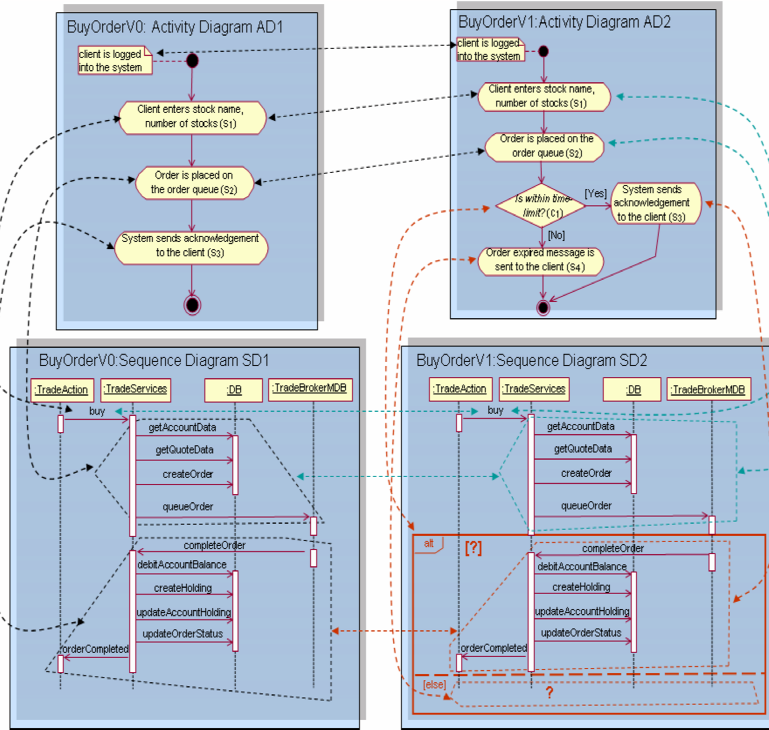 BuyOrderV0: Activity Diagram AD1
client is logged
into the system
Client enters stock name,
number of stocks (S1)
Order is placed on
the order queue (S2)
System sends acknowledgement
to the client (S3)
BuyOrderV1:Activity Diagram AD2
client is logged
into the system
Client enters stock name,
number of stocks (S1)
Order is placed on the
order queue (S2)
Is within time-
limit? (C1)
[Yes]
System sends
acknowledgement
to the client (S3)
[No]
Order expired message is
sent to the client (S4)
BuyOrderV0:Sequence Diagram SD1
:TradeAction
:TradeServices
:DB
:TradeBrokerMDB
buy
getAccountData
getQuoteData
createOrder
queueOrder
completeOrder
debitAccountBalance
createHolding
updateAccountHolding
updateOrderStatus
orderCompleted
BuyOrderV1:Sequence Diagram SD2
:TradeAction
:TradeServices
:DB
:TradeBrokerMDB
buy
getAccountData
getQuoteData
createOrder
queueOrder
alt
[?]
completeOrder
debitAccountBalance
createHolding
updateAccountHolding
updateOrderStatus
orderCompleted
[else]
?